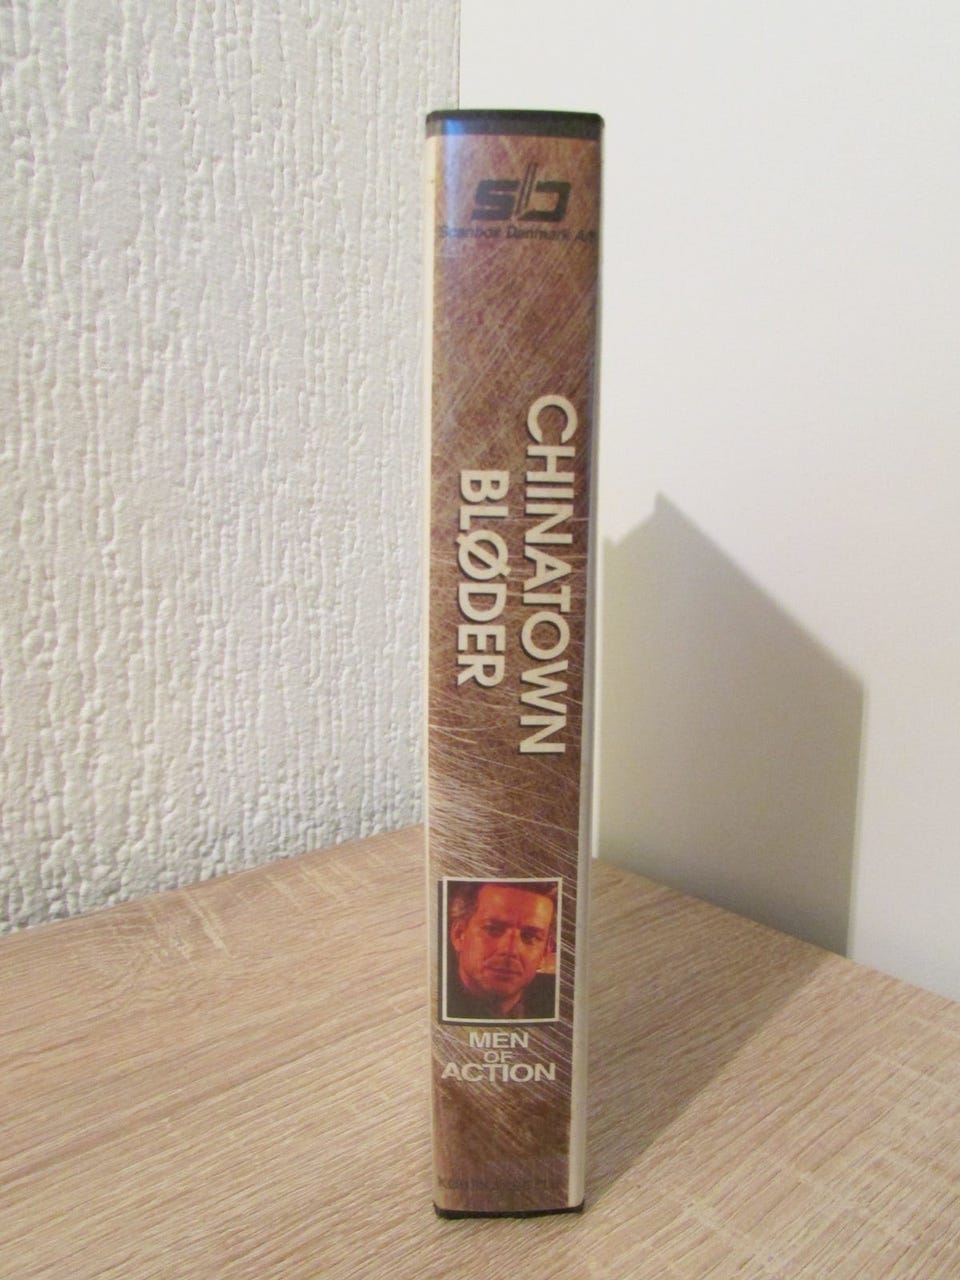 sb
Scanbox Danmark A/S
CHINATOWN
BLØDER
MEN
OF
ACTION